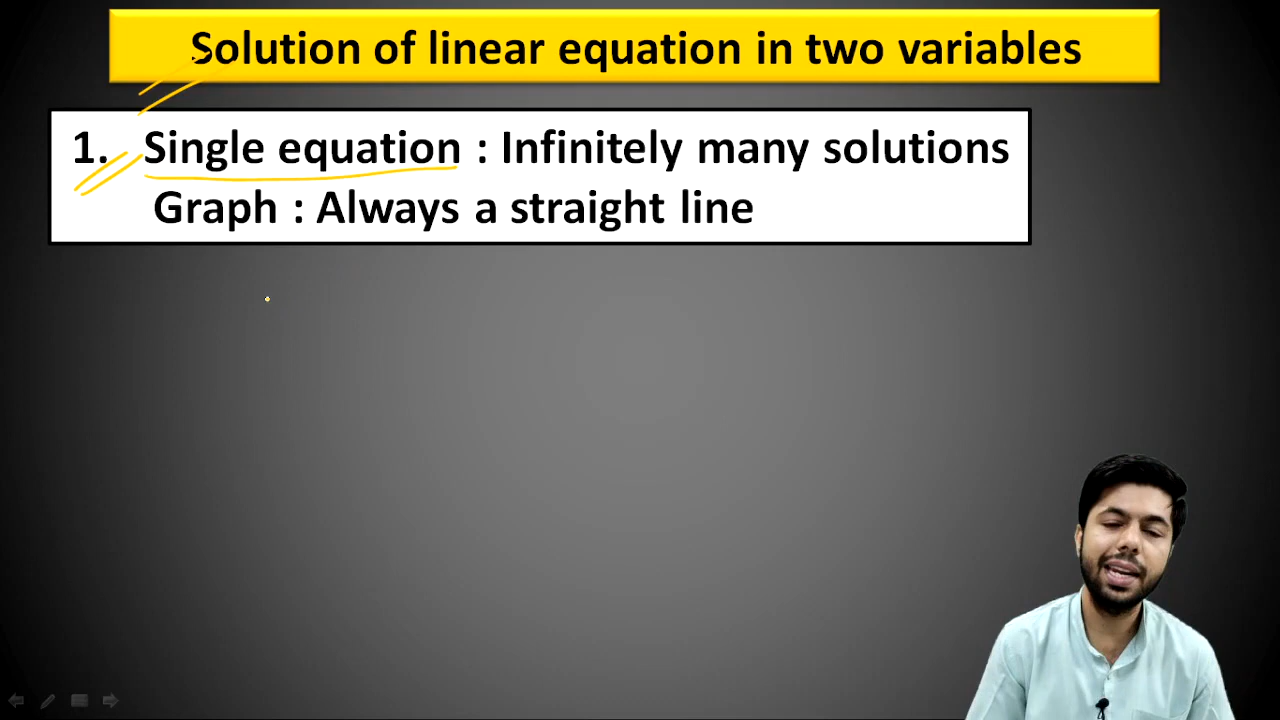 Solution of linear equation in two variables
1. Single equation : Infinitely many solutions
Graph : Always a straight line